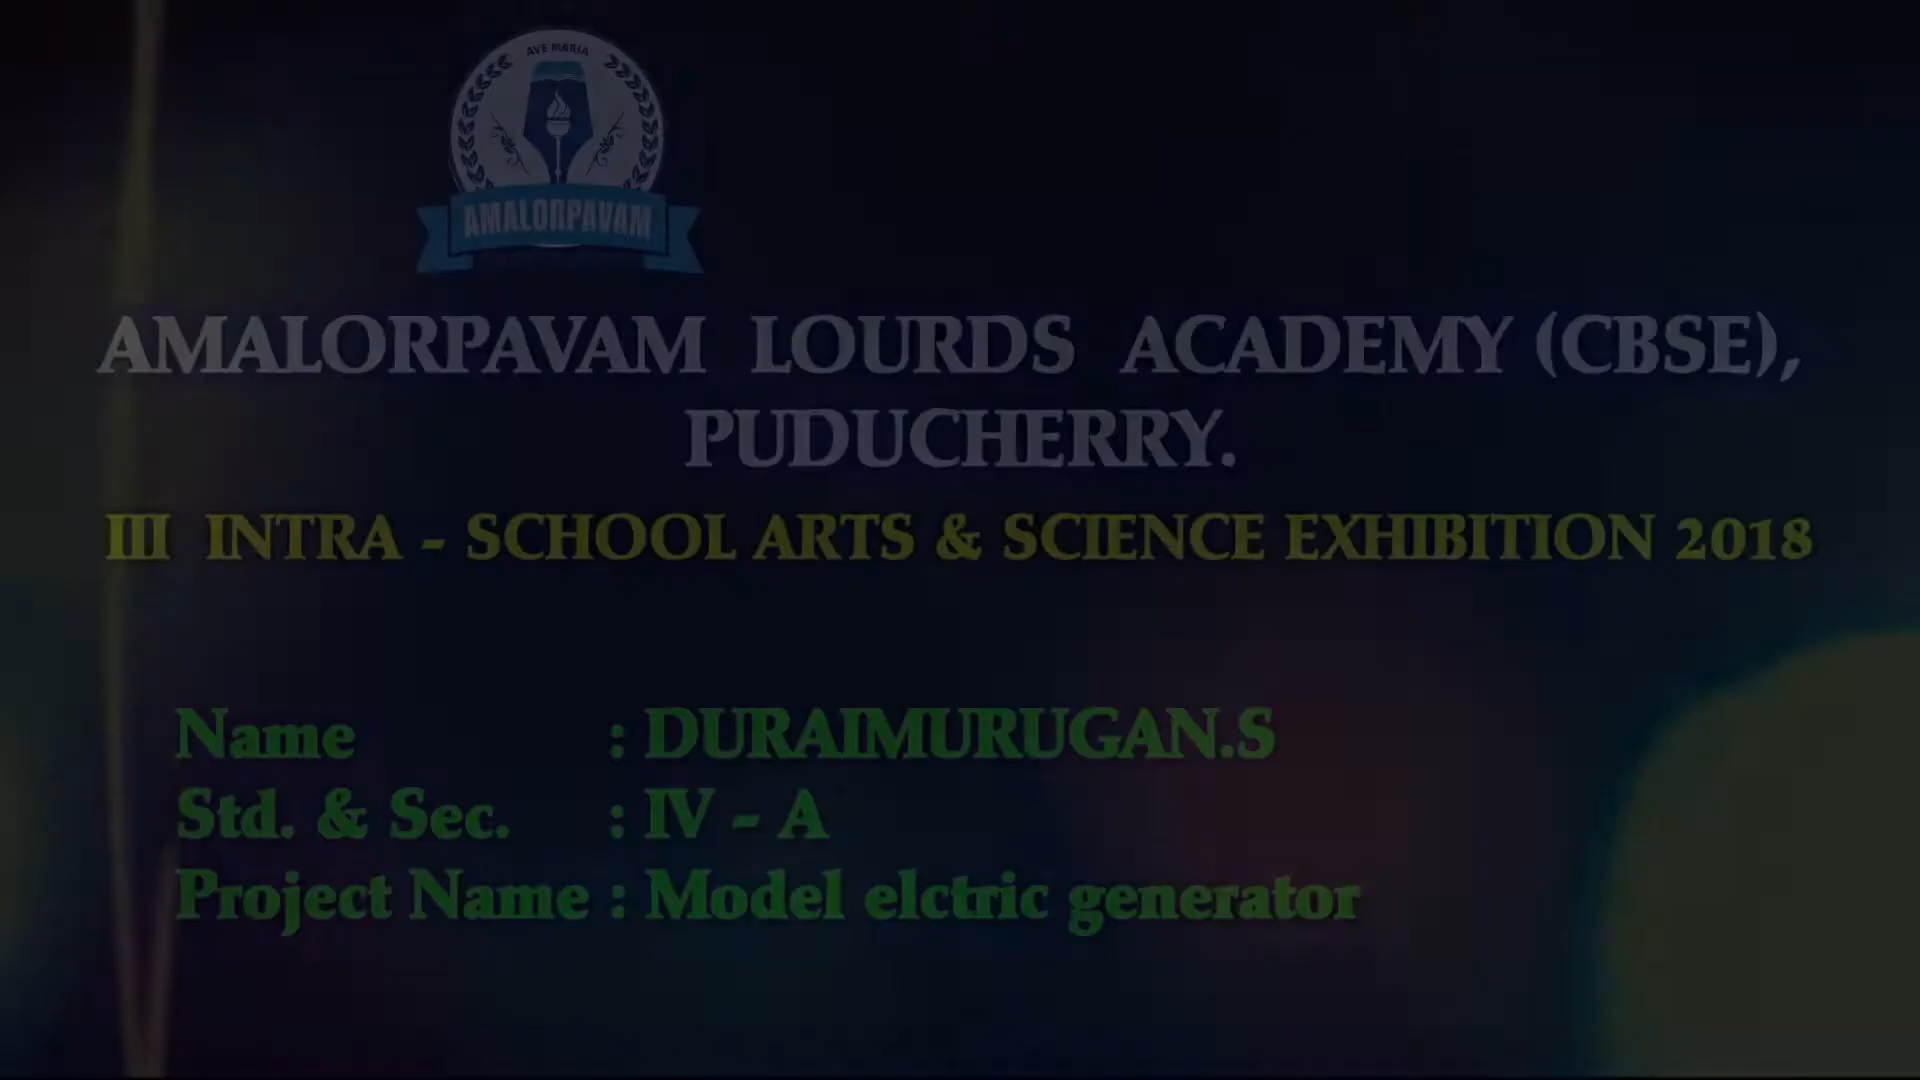 AVE MARIA
AMALORPAVAM
AMALORPAVAM LOURDS ACADEMY (CBSE),
PUDUCHERRY.
III INTRA - SCHOOL ARTS & SCIENCE EXHIBITION 2018
Name : DURAIMURUGAN.S
Std. & Sec. : IV - A
Project Name : Model elctric generator